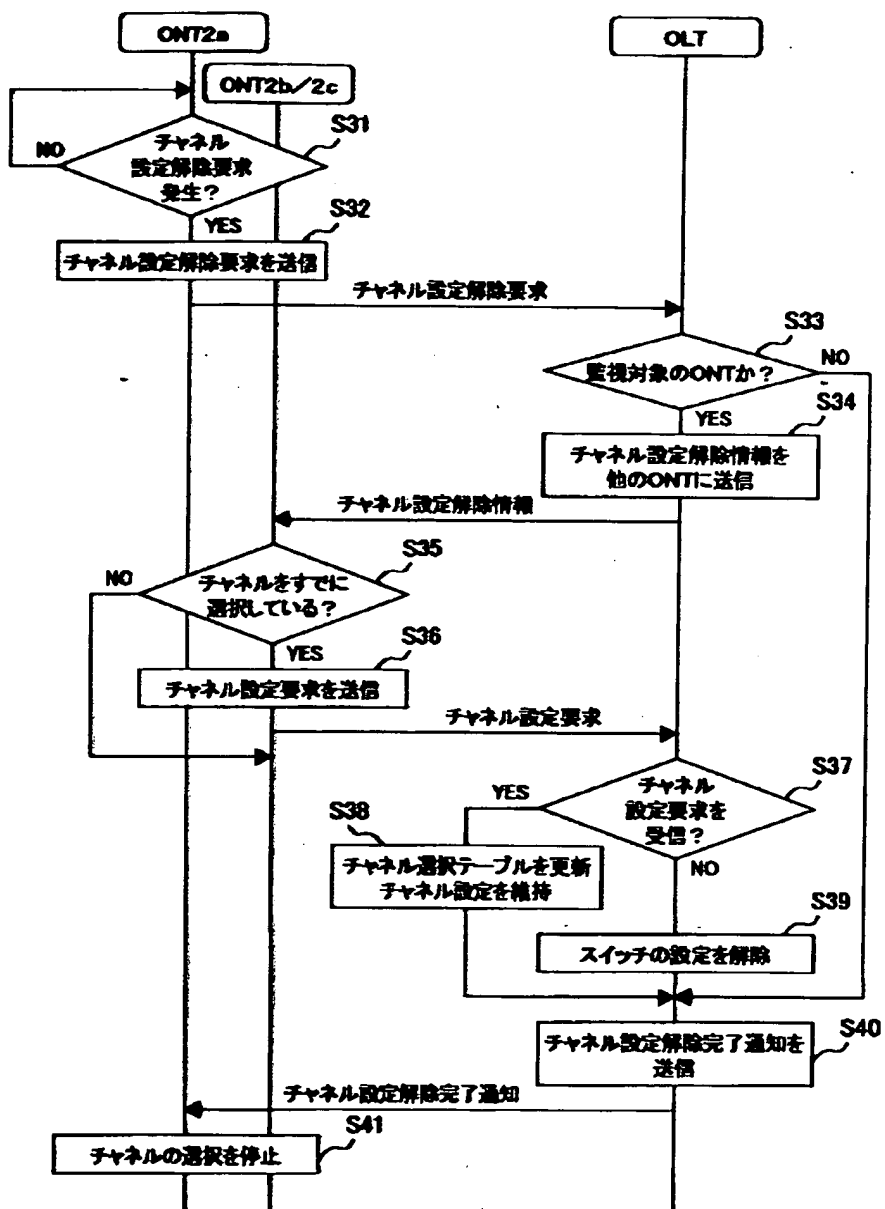 ONT2a
OLT
ONT2b/2c
S31
チャネル
設定解除要求
発生?
NO
YES
S32
チャネル設定解除要求を送信
チャネル設定解除要求
S33
監視対象のONTか?
NO
YES
S34
チャネル設定解除情報を
他のONTに送信
チャネル設定解除情報
S35
チャネルをすでに
選択している?
NO
YES
S36
チャネル設定要求を送信
チャネル設定要求
S37
チャネル
設定要求を
受信?
YES
NO
S38
チャネル選択テーブルを更新
チャネル設定を維持
S39
スイッチの設定を解除
S40
チャネル設定解除完了通知を
送信
チャネル設定解除完了通知
S41
チャネルの選択を停止